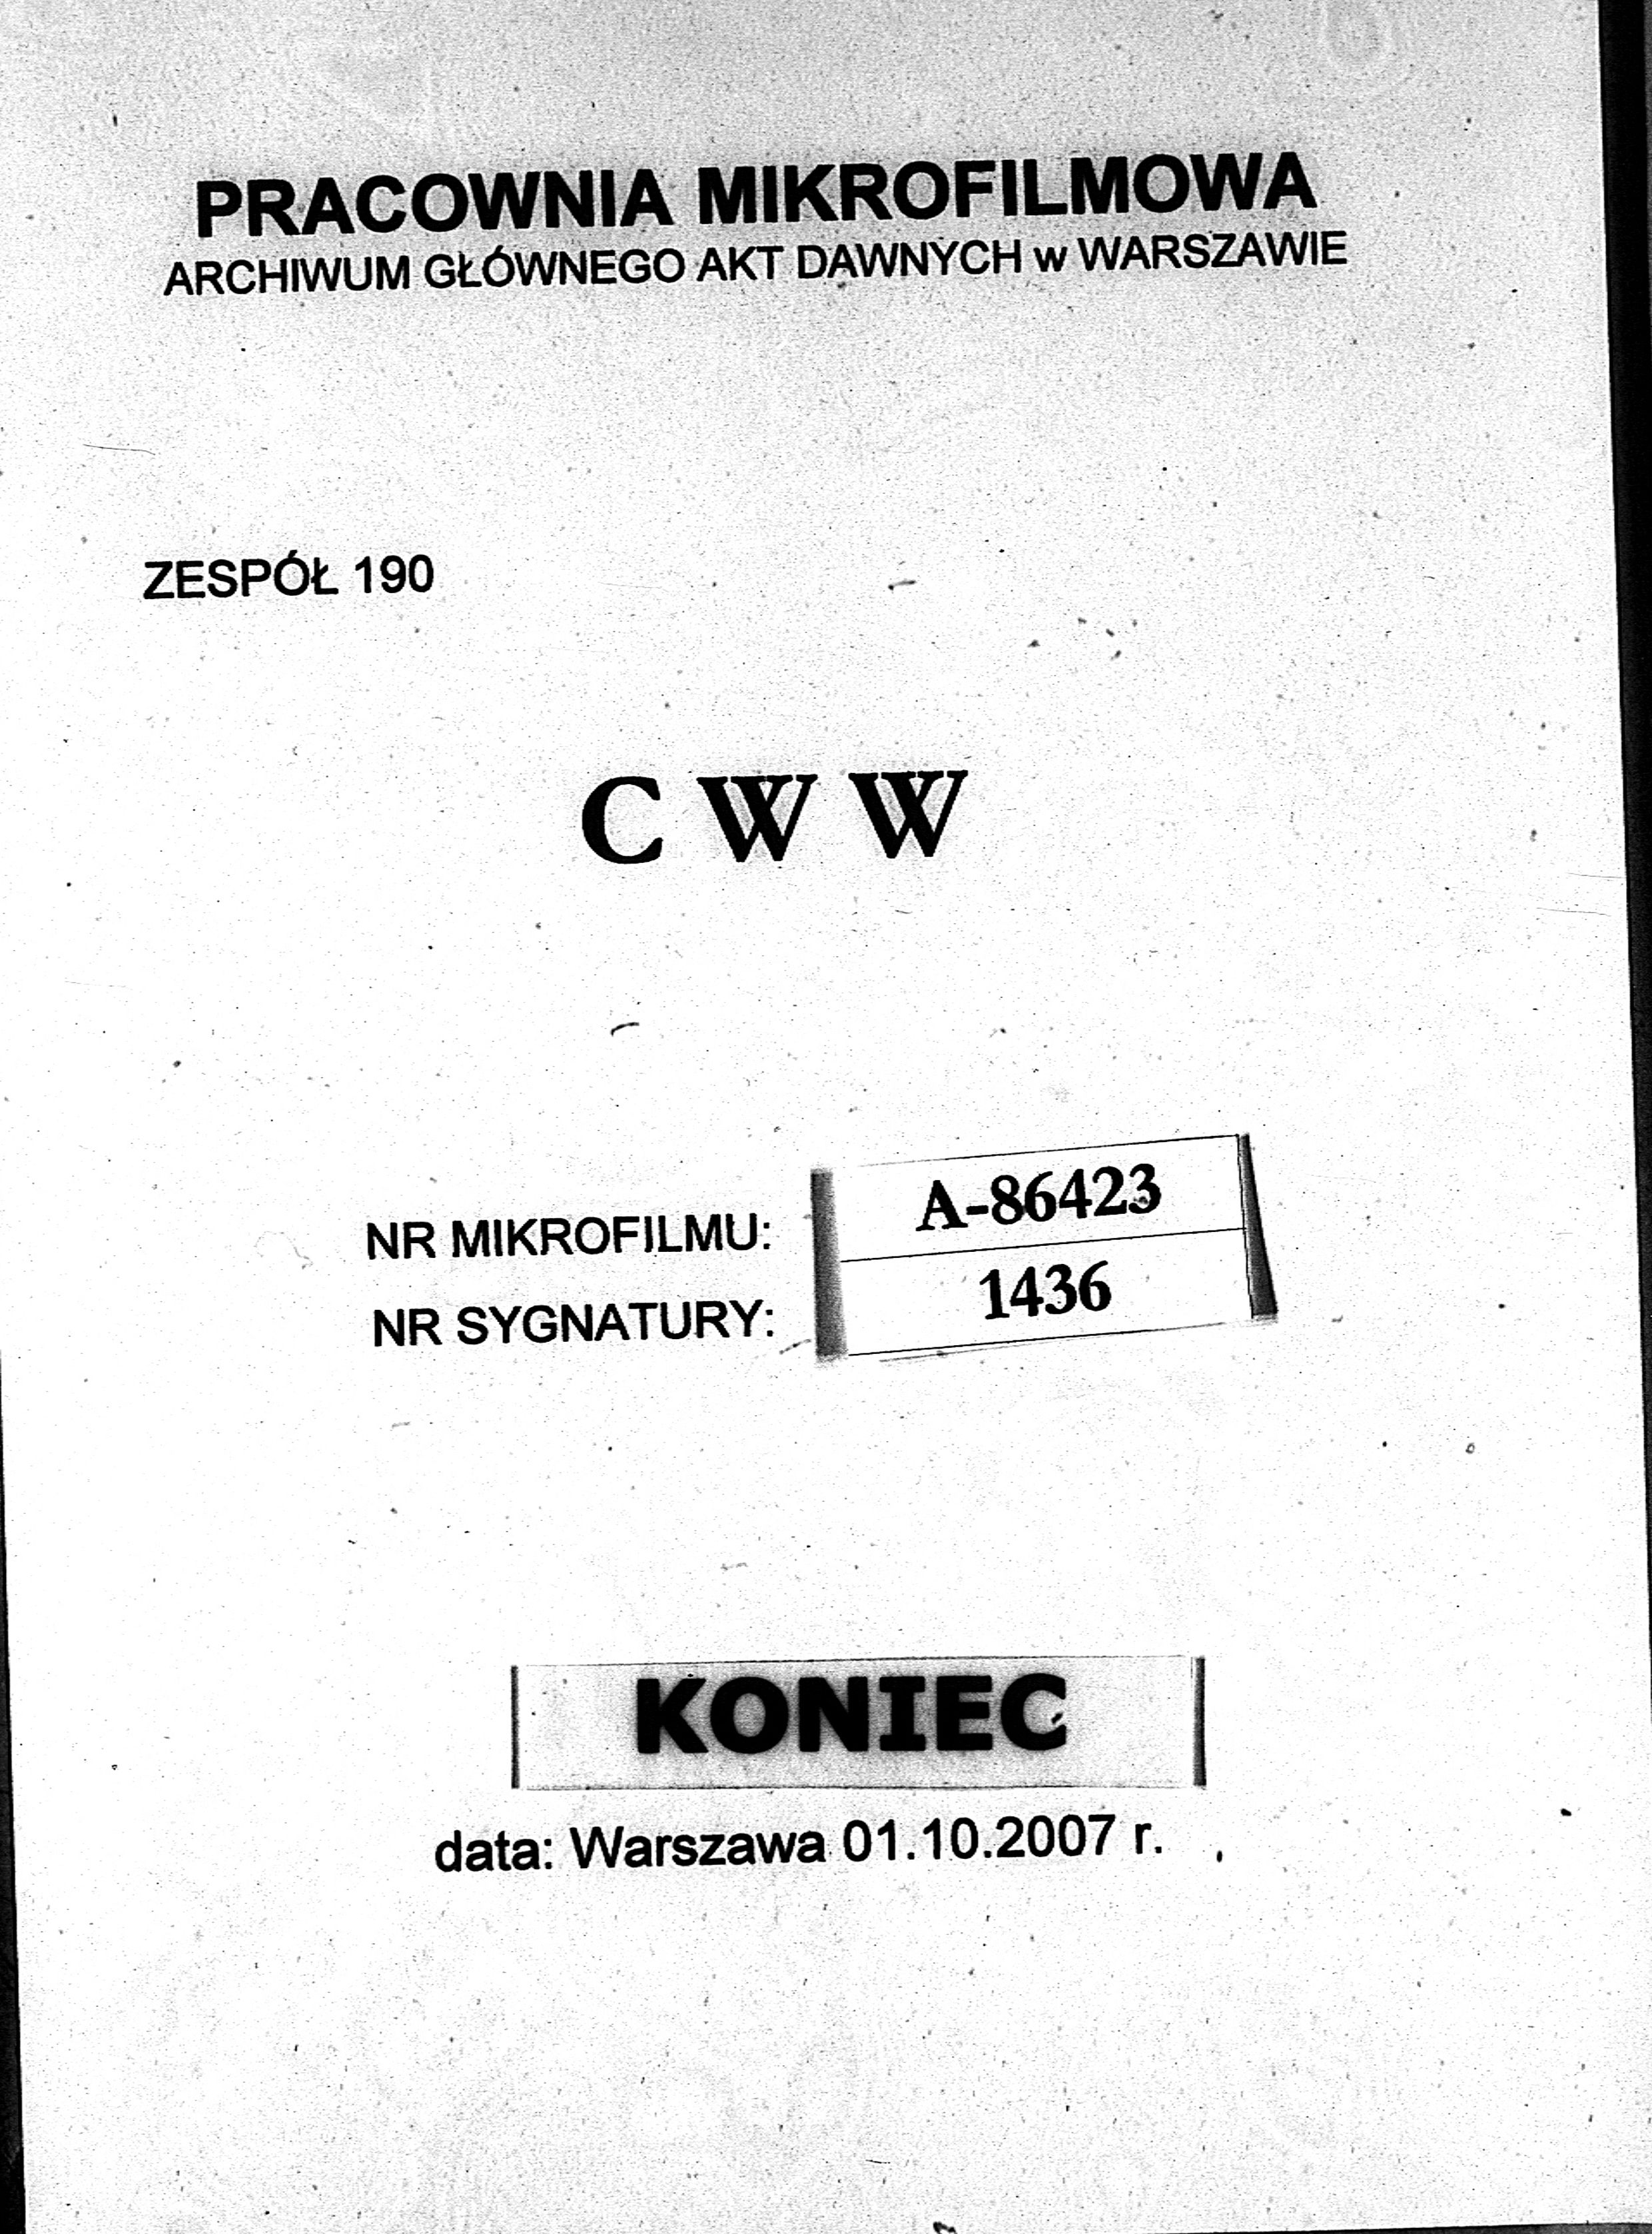 PRACOWNIA MIKROFILMOWA
ARCHIWUM GŁÓWNEGO AKT DAWNYCH w WARSZAWIE
ZESPÓŁ 190
C W W
NR MIKROFILMU: A-86423
NR SYGNATURY: 1436
KONIEC
data: Warszawa 01.10.2007 r.